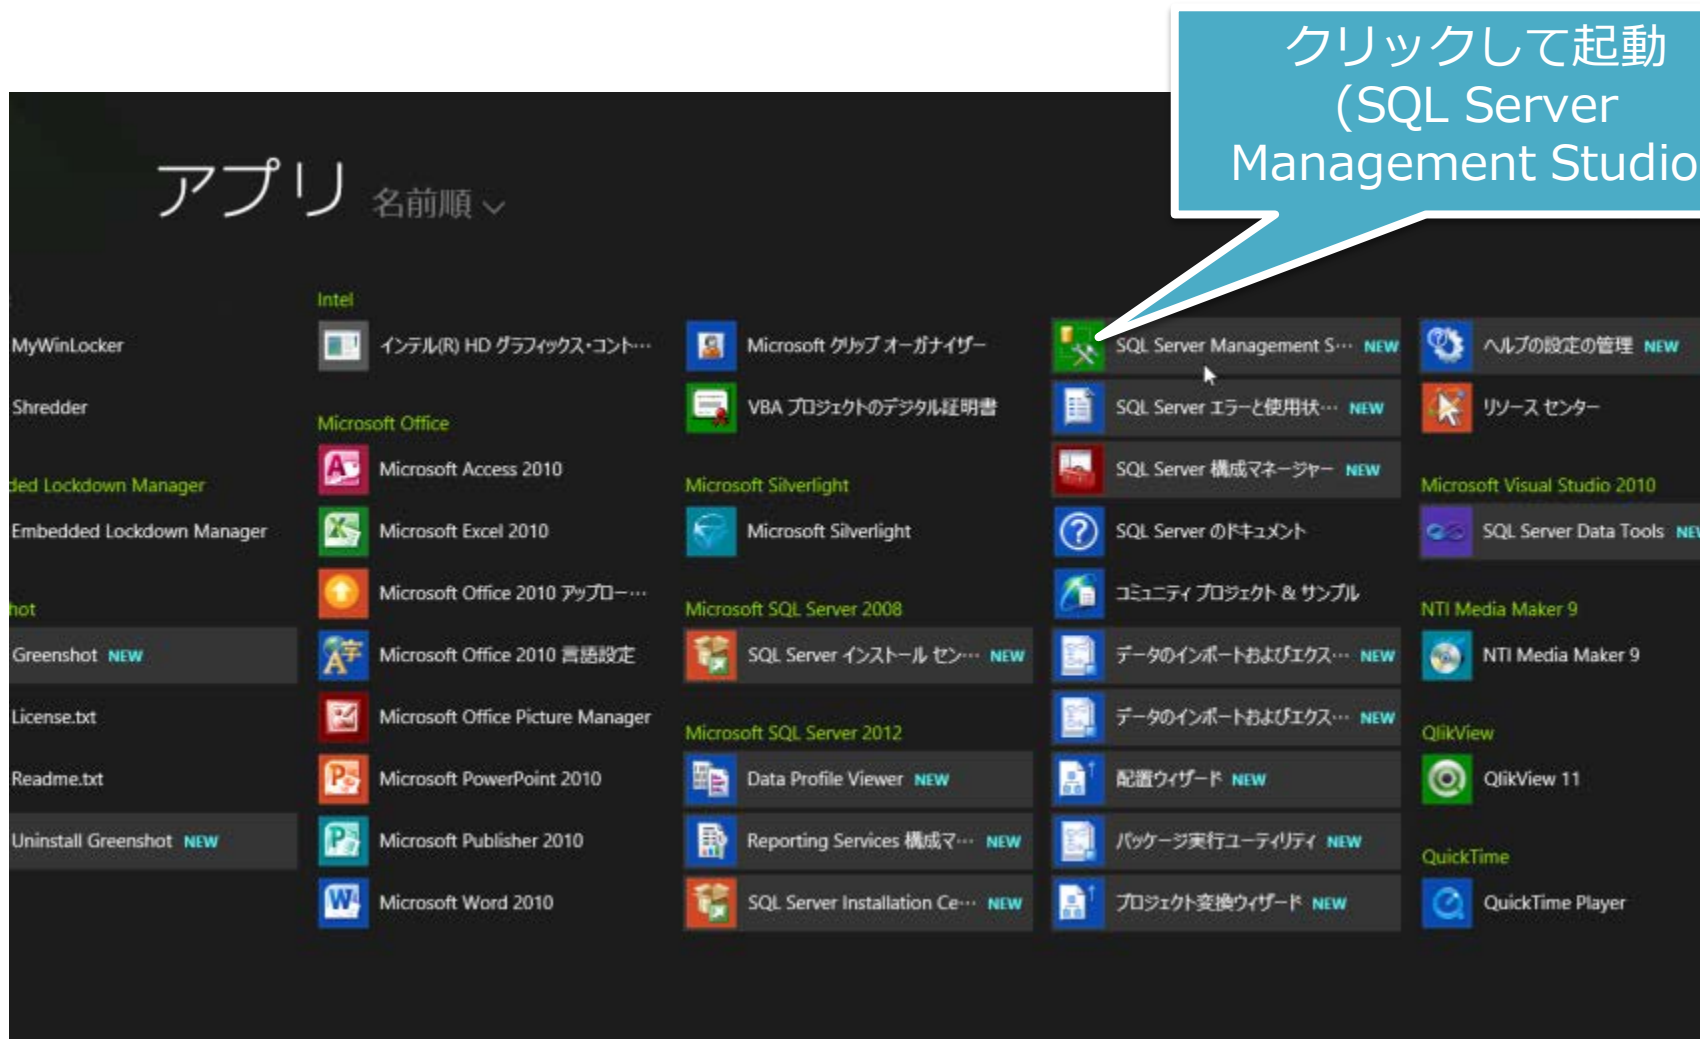 クリックして起動
(SQL Server
Management Studio
アプリ 名前順
MyWinLocker
Shredder
ded Lockdown Manager
Embedded Lockdown Manager
hot
Greenshot NEW
License.txt
Readme.txt
Uninstall Greenshot NEW
Intel
インテル(R) HD グラフィックス・コント…
Microsoft Office
Microsoft Access 2010
Microsoft Excel 2010
Microsoft Office 2010 アップロー…
Microsoft Office 2010 言語設定
Microsoft Office Picture Manager
Microsoft PowerPoint 2010
Microsoft Publisher 2010
Microsoft Word 2010
Microsoft クリップ オーガナイザー
VBA プロジェクトのデジタル証明書
Microsoft Silverlight
Microsoft Silverlight
Microsoft SQL Server 2008
SQL Server インストール セン… NEW
Microsoft SQL Server 2012
Data Profile Viewer NEW
Reporting Services 構成マ… NEW
SQL Server Installation Ce… NEW
SQL Server Management S… NEW
SQL Server エラーと使用状… NEW
SQL Server 構成マネージャー NEW
SQL Server のドキュメント
コミュニティ プロジェクト & サンプル
データのインポートおよびエクス… NEW
データのインポートおよびエクス… NEW
配置ウィザード NEW
パッケージ実行ユーティリティ NEW
プロジェクト変換ウィザード NEW
ヘルプの設定の管理 NEW
リソース センター
Microsoft Visual Studio 2010
SQL Server Data Tools NEW
NTI Media Maker 9
NTI Media Maker 9
QlikView
QlikView 11
QuickTime
QuickTime Player